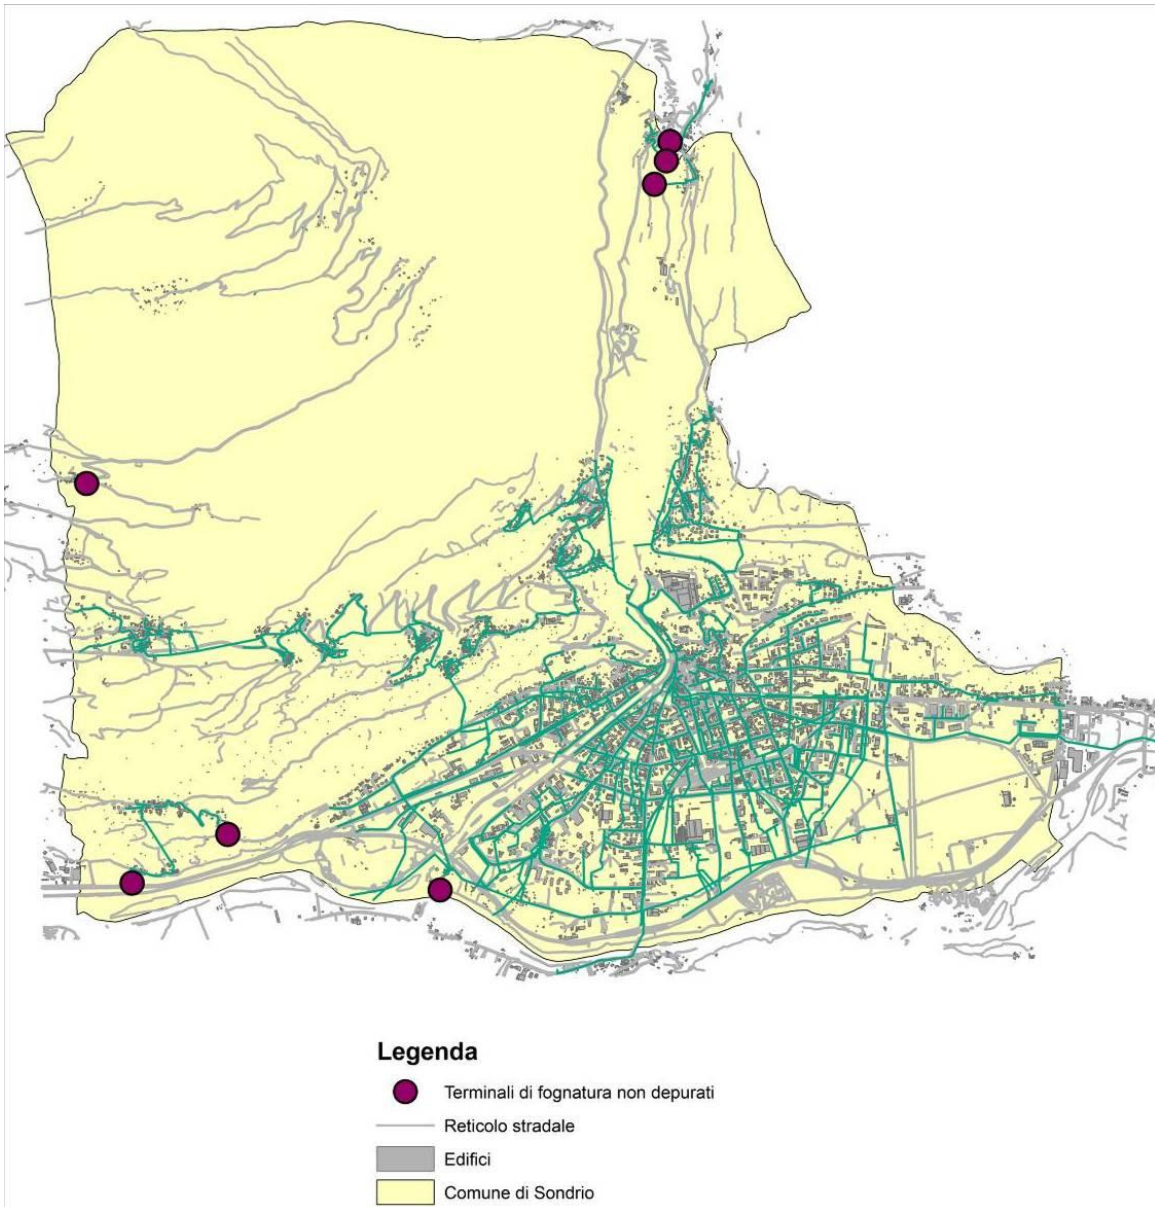 Legenda
Terminali di fognatura non depurati
Reticolo stradale
Edifici
Comune di Sondrio